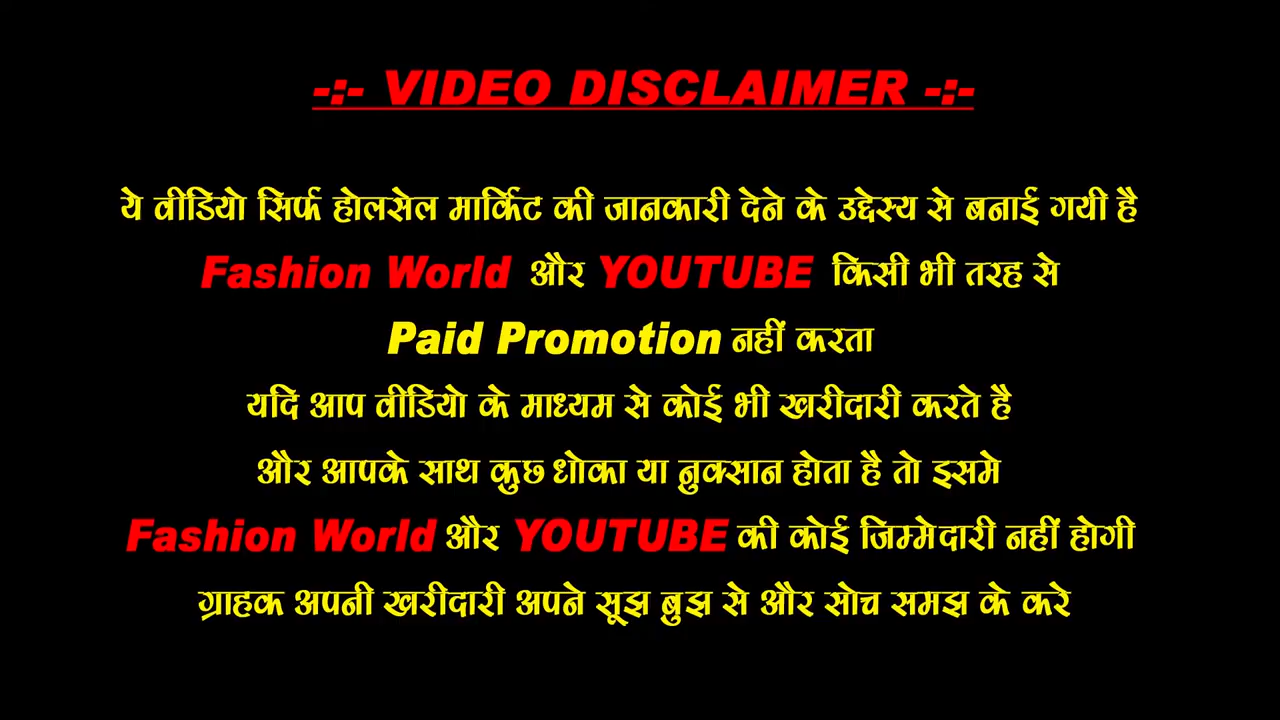 -:- VIDEO DISCLAIMER -:-
ये वीडियो सिर्फ होलसेल मार्किट की जानकारी देने के उद्देस्य से बनाई गयी है
Fashion World और YOUTUBE किसी भी तरह से
Paid Promotion नहीं करता
यदि आप वीडियो के माध्यम से कोई भी खरीदारी करते है
और आपके साथ कुछ धोका या नुक्सान होता है तो इसमे
Fashion World और YOUTUBE की कोई जिम्मेदारी नहीं होगी
ग्राहक अपनी खरीदारी अपने सूझ बुझ से और सोच समझ के करे